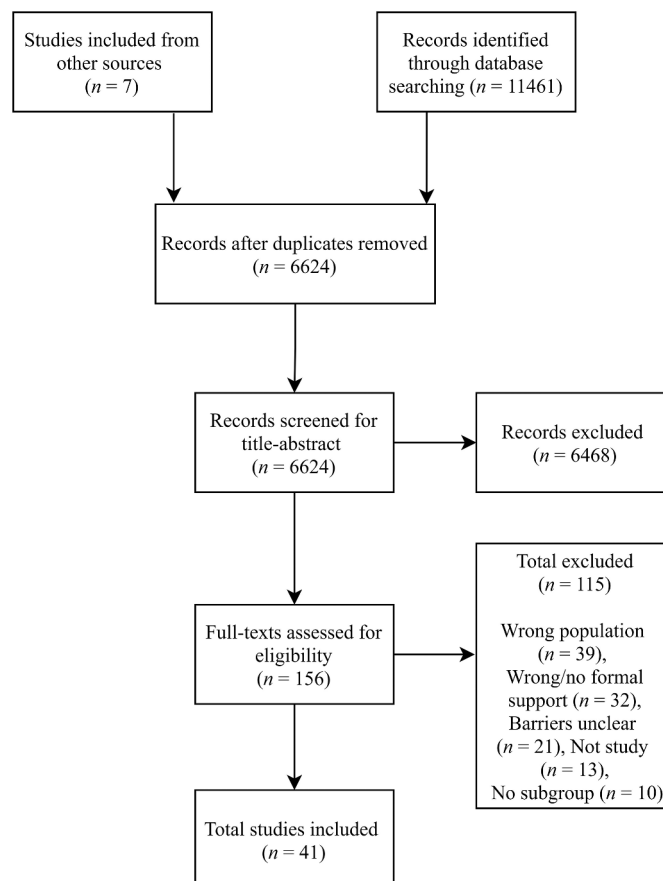 Studies included from
other sources
(n = 7)
Records identified
through database
searching (n = 11461)
Records after duplicates removed
(n = 6624)
Records screened for
title-abstract
(n = 6624)
Records excluded
(n = 6468)
Full-texts assessed for
eligibility
(n = 156)
Total excluded
(n = 115)
Wrong population
(n = 39),
Wrong/no formal
support (n = 32),
Barriers unclear
(n = 21), Not study
(n = 13),
No subgroup (n = 10)
Total studies included
(n = 41)